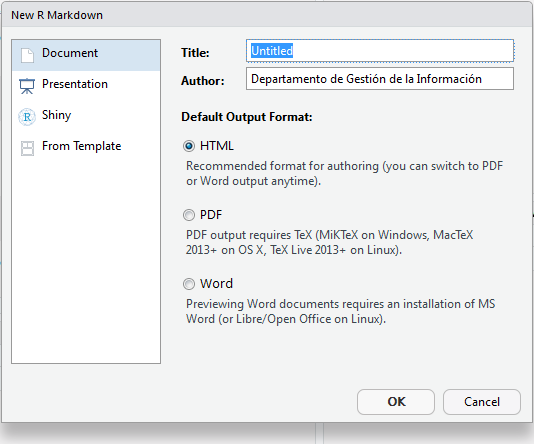 New R Markdown
Document
Presentation
Shiny
From Template
Title: Untitled
Author: Departamento de Gestión de la Información
Default Output Format:
HTML
Recommended format for authoring (you can switch to PDF
or Word output anytime).
PDF
PDF output requires TeX (MiKTeX on Windows, MacTeX
2013+ on OS X, TeX Live 2013+ on Linux).
Word
Previewing Word documents requires an installation of MS
Word (or Libre/Open Office on Linux).
OK Cancel